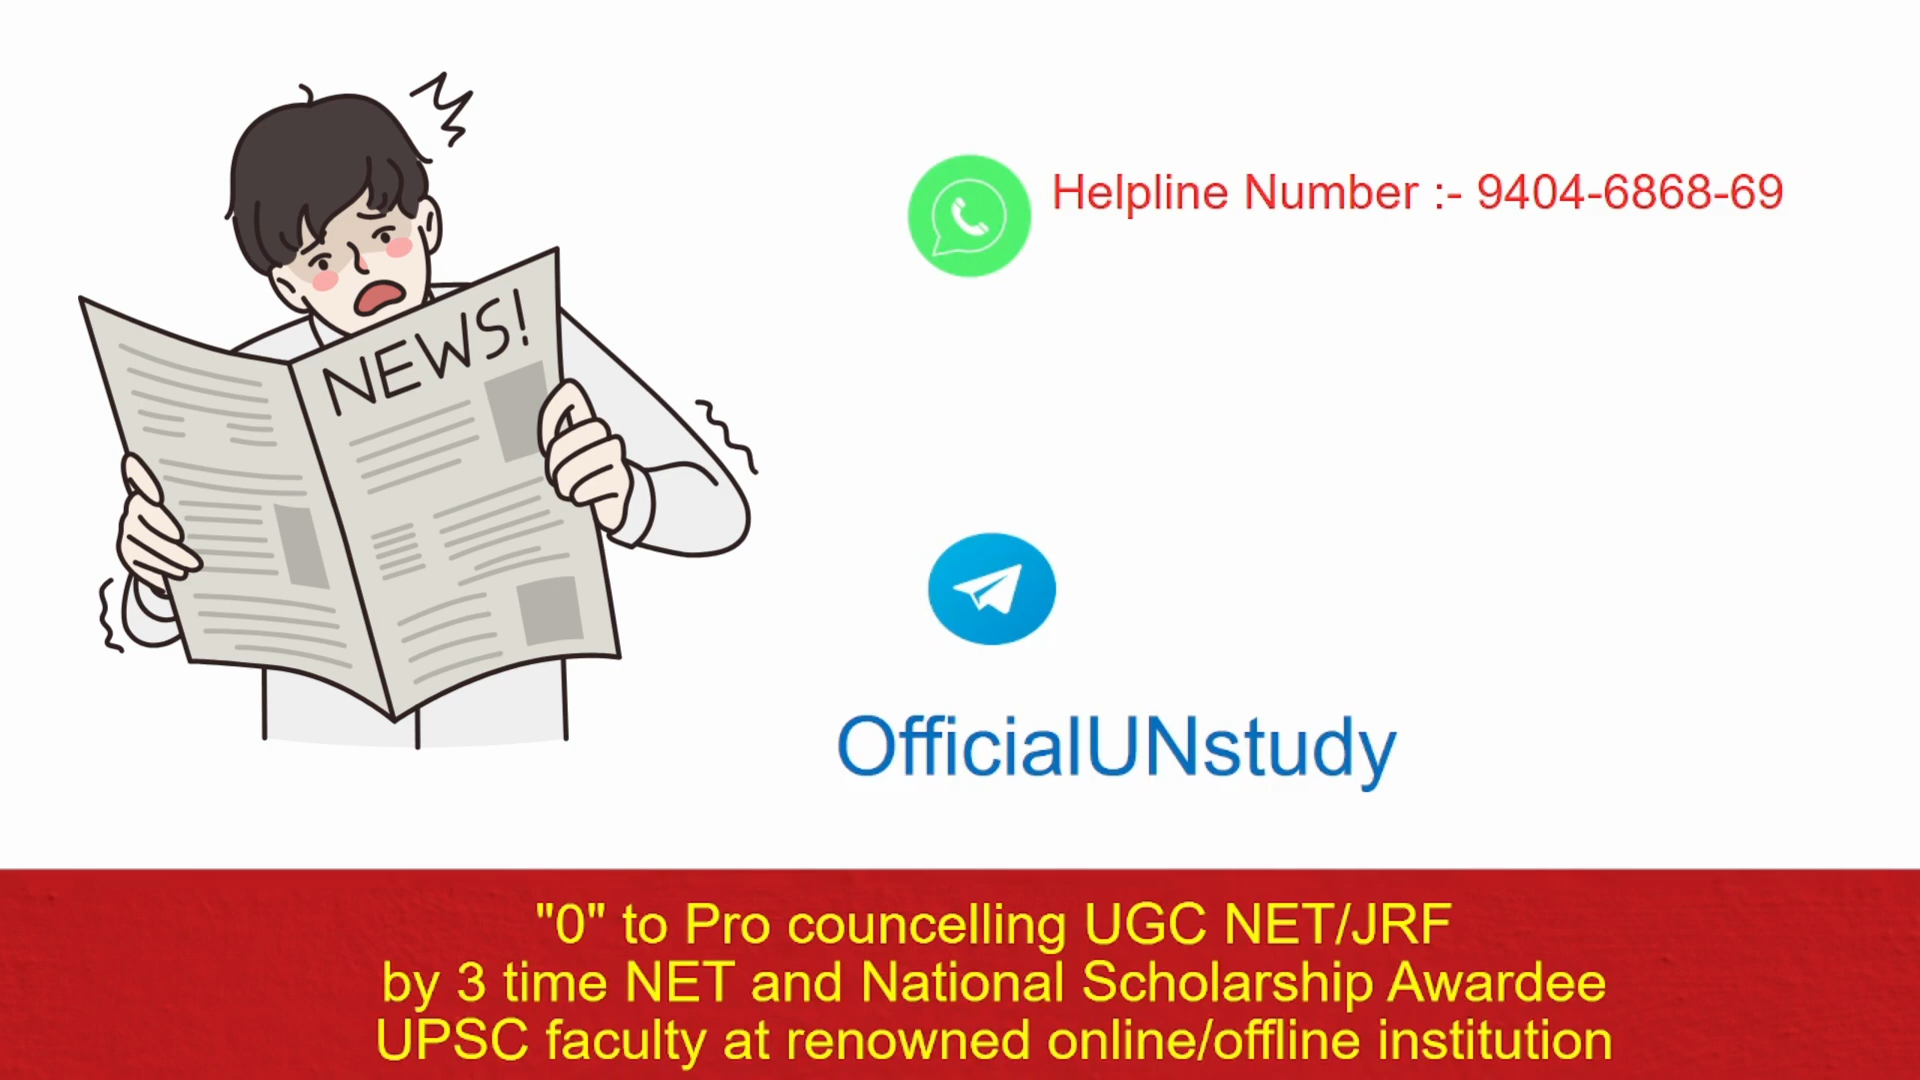 NEWS!
Helpline Number :- 9404-6868-69
OfficialUNstudy
"0" to Pro councelling UGC NET/JRF
by 3 time NET and National Scholarship Awardee
UPSC faculty at renowned online/offline institution